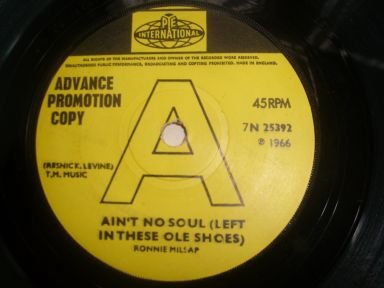 PYE
INTERNATIONAL
ALL RIGHTS OF THE MANUFACTURERS AND OWNER OF THE RECORDED WORK RESERVED.
UNAUTHORISED PUBLIC PERFORMANCE, BROADCASTING AND COPYING PROHIBITED. MADE IN ENGLAND.
ADVANCE
PROMOTION
COPY
A
45RPM
7N 25392
℗ 1966
(RESNICK, LEVINE)
T.M. MUSIC
AIN'T NO SOUL (LEFT
IN THESE OLE SHOES)
RONNIE MILSAP